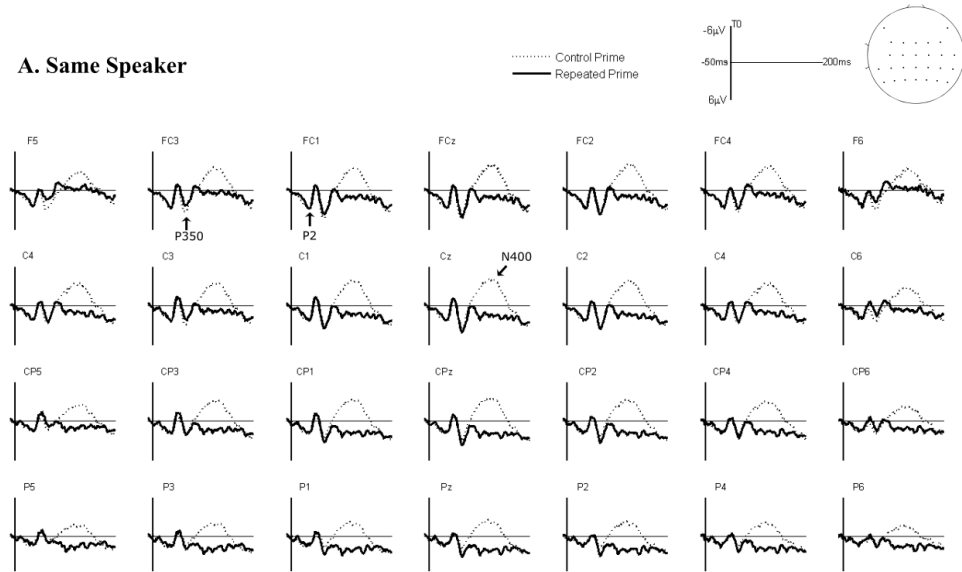 A. Same Speaker
Control Prime
Repeated Prime
-6µV
T0
-50ms
200ms
6µV
F5 FC3 FC1 FCz FC2 FC4 F6
P350
P2
C4 C3 C1 Cz C2 C4 C6
N400
CP5 CP3 CP1 CPz CP2 CP4 CP6
P5 P3 P1 Pz P2 P4 P6